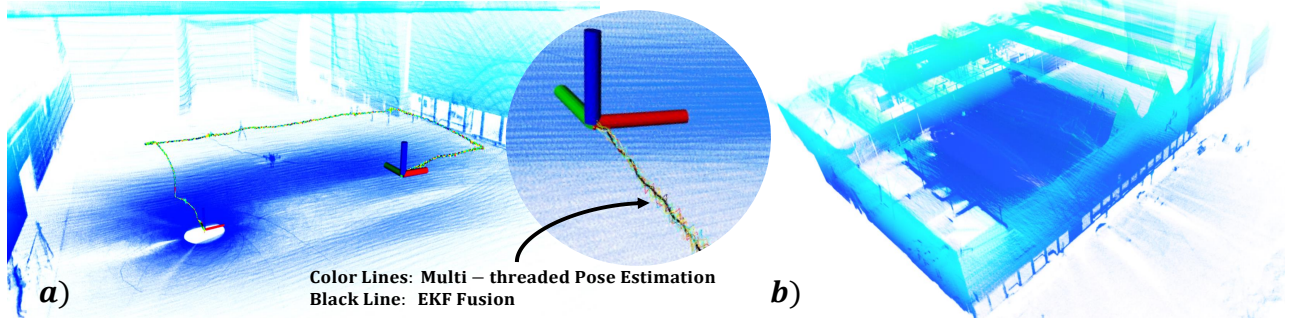 Color Lines: Multi − threaded Pose Estimation
Black Line: EKF Fusion
a)
b)